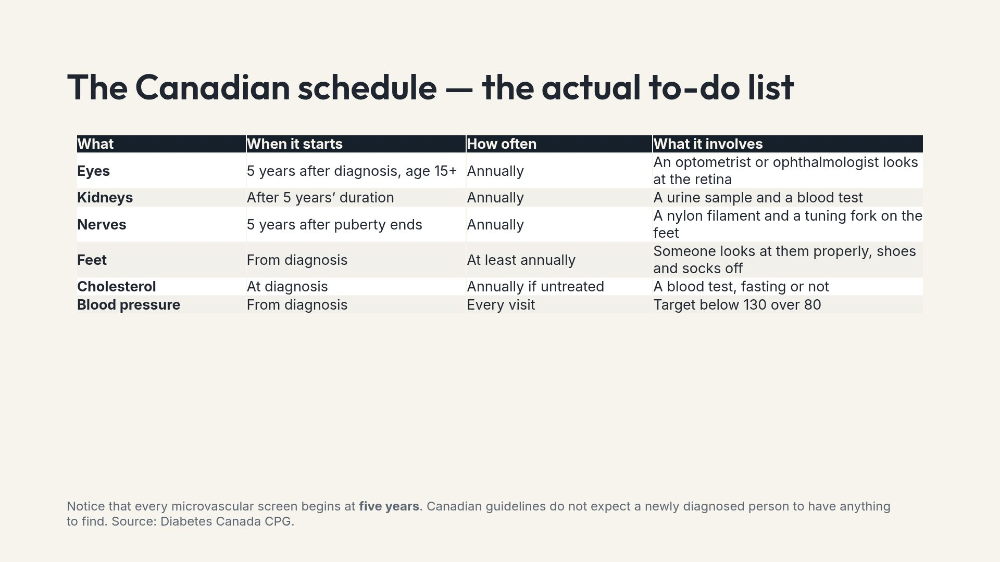 The Canadian schedule — the actual to-do list
What When it starts How often What it involves
Eyes 5 years after diagnosis, age 15+ Annually An optometrist or ophthalmologist looks at the retina
Kidneys After 5 years’ duration Annually A urine sample and a blood test
Nerves 5 years after puberty ends Annually A nylon filament and a tuning fork on the feet
Feet From diagnosis At least annually Someone looks at them properly, shoes and socks off
Cholesterol At diagnosis Annually if untreated A blood test, fasting or not
Blood pressure From diagnosis Every visit Target below 130 over 80
Notice that every microvascular screen begins at five years. Canadian guidelines do not expect a newly diagnosed person to have anything
to find. Source: Diabetes Canada CPG.